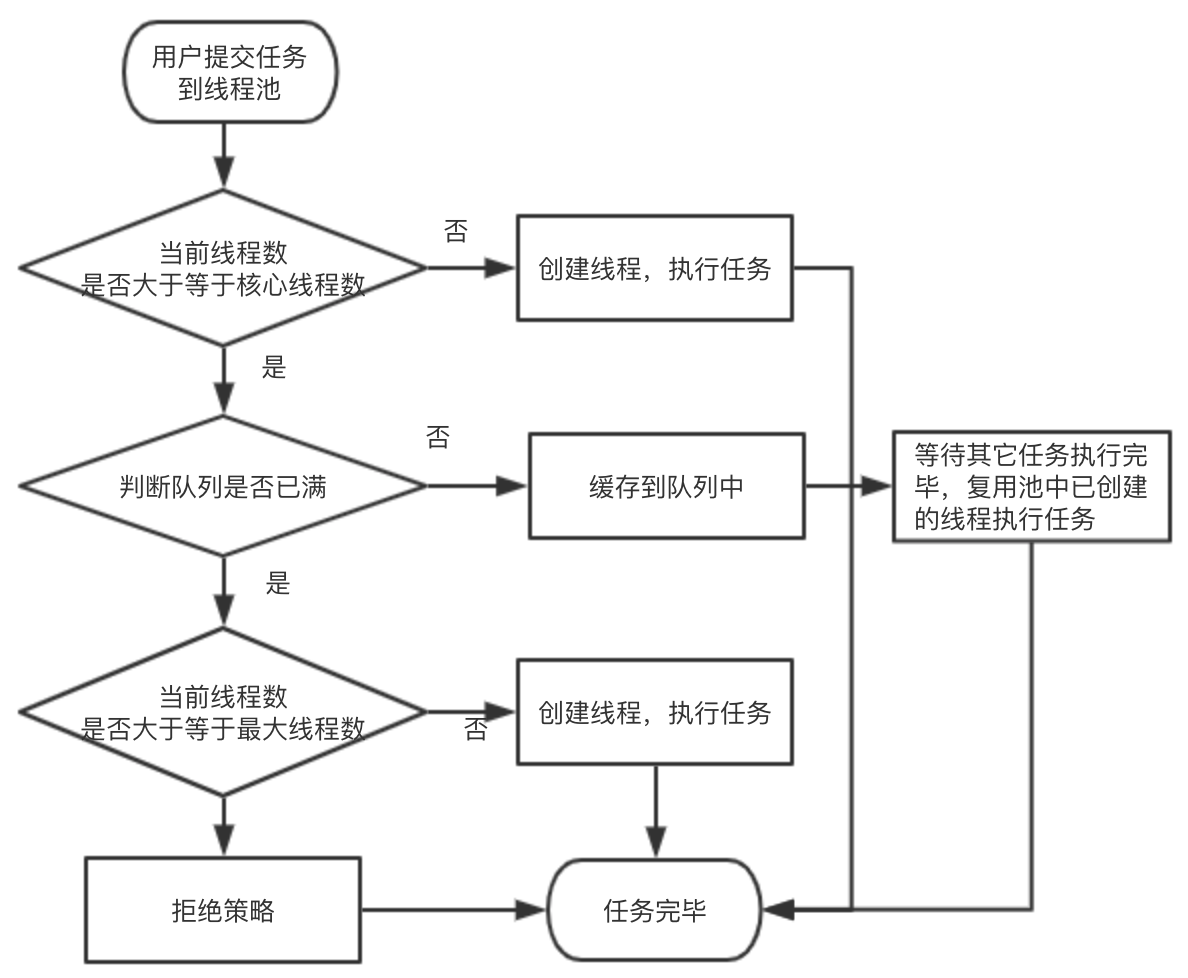 用户提交任务
到线程池
当前线程数
是否大于等于核心线程数
否
创建线程，执行任务
是
判断队列是否已满
否
缓存到队列中
等待其它任务执行完
毕，复用池中已创建
的线程执行任务
是
当前线程数
是否大于等于最大线程数
否
创建线程，执行任务
拒绝策略
任务完毕